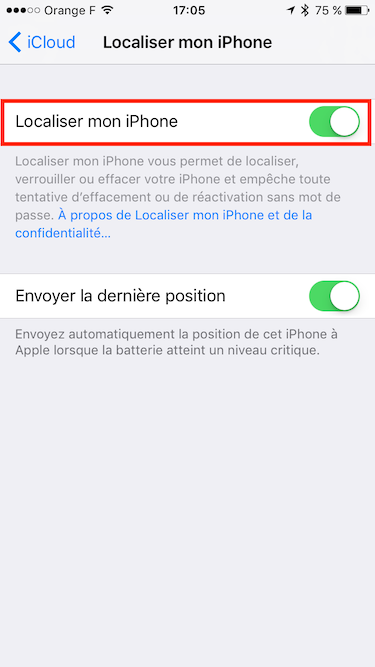 Orange F 17:05 75 %
iCloud Localiser mon iPhone
Localiser mon iPhone
Localiser mon iPhone vous permet de localiser,
verrouiller ou effacer votre iPhone et empêche toute
tentative d’effacement ou de réactivation sans mot de
passe. À propos de Localiser mon iPhone et de la
confidentialité...
Envoyer la dernière position
Envoyez automatiquement la position de cet iPhone à
Apple lorsque la batterie atteint un niveau critique.